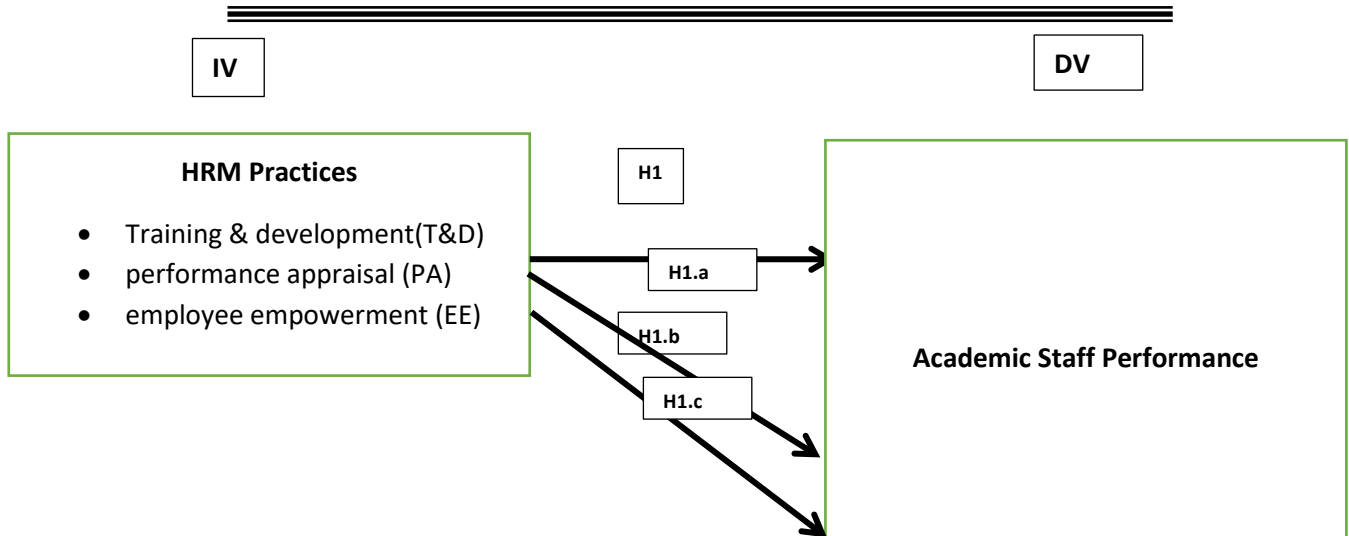 IV
DV
HRM Practices
• Training & development(T&D)
• performance appraisal (PA)
• employee empowerment (EE)
H1
H1.a
H1.b
H1.c
Academic Staff Performance